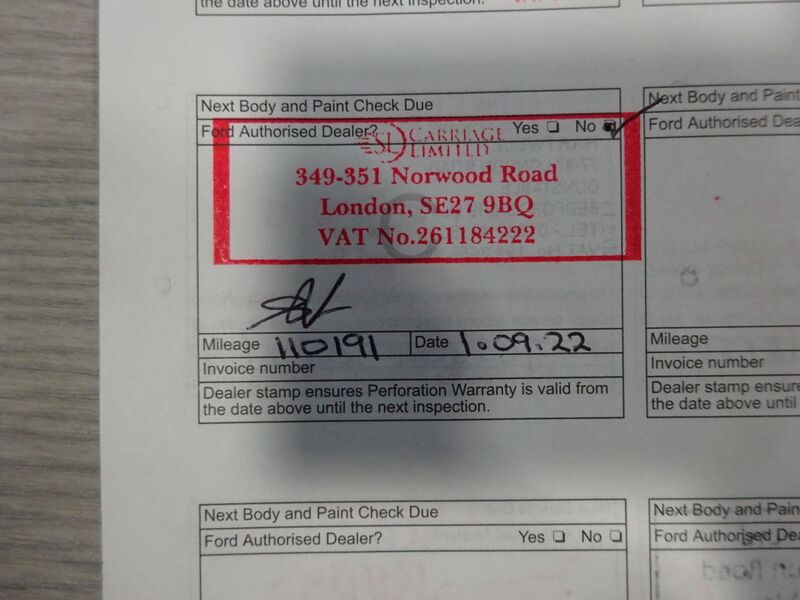 the date above until the next inspection.
Next Body and Paint Check Due
Ford Authorised Dealer? Yes No
CARRIAGE
LIMITED
349-351 Norwood Road
London, SE27 9BQ
VAT No.261184222
Mileage 110191 Date 1.09.22
Invoice number
Dealer stamp ensures Perforation Warranty is valid from
the date above until the next inspection.
Next Body and Paint
Ford Authorised Dealer
Mileage
Invoice number
Dealer stamp ensure
the date above until
Next Body and Paint Check Due
Ford Authorised Dealer? Yes No
Next Body and Pain
Ford Authorised Dea